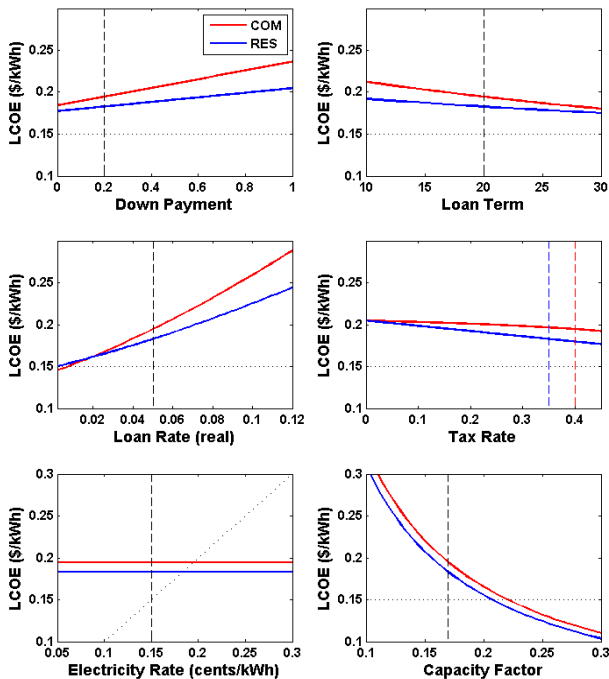 COM
RES
LCOE ($/kWh)
0.25
0.2
0.15
0.1
0 0.2 0.4 0.6 0.8 1
Down Payment
LCOE ($/kWh)
0.25
0.2
0.15
0.1
10 15 20 25 30
Loan Term
LCOE ($/kWh)
0.25
0.2
0.15
0.1
0.02 0.04 0.06 0.08 0.1 0.12
Loan Rate (real)
LCOE ($/kWh)
0.25
0.2
0.15
0.1
0 0.1 0.2 0.3 0.4
Tax Rate
LCOE ($/kWh)
0.3
0.25
0.2
0.15
0.1
0.05 0.1 0.15 0.2 0.25 0.3
Electricity Rate (cents/kWh)
LCOE ($/kWh)
0.3
0.25
0.2
0.15
0.1
0.1 0.15 0.2 0.25 0.3
Capacity Factor